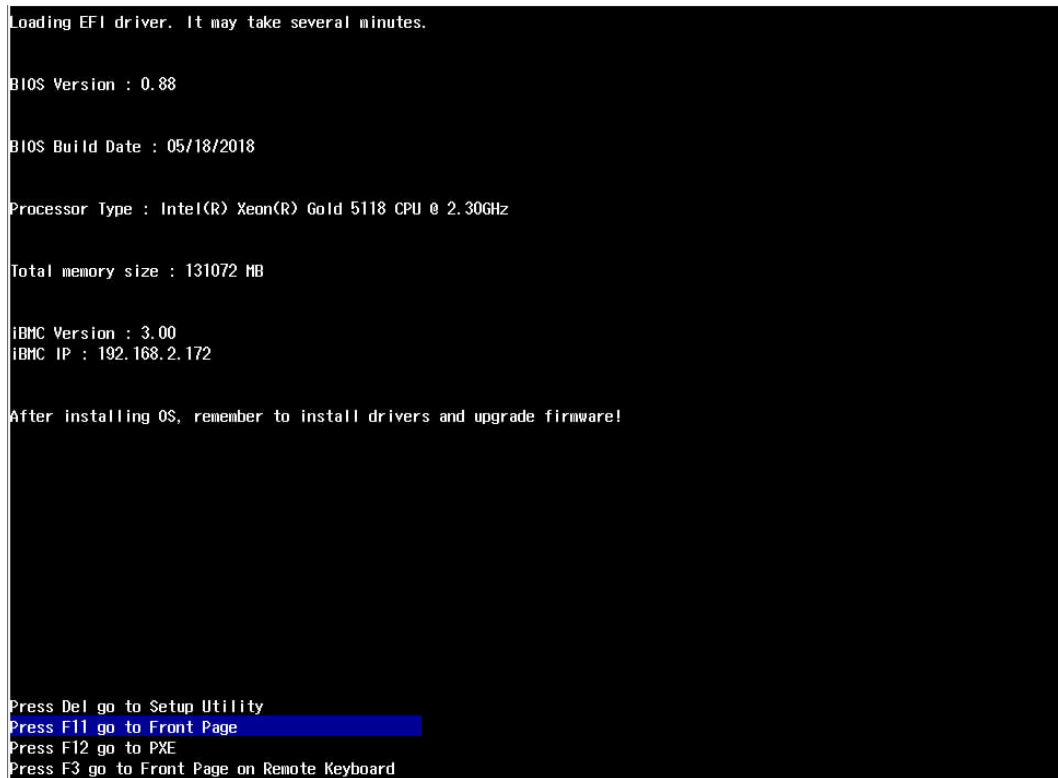 Loading EFI driver. It may take several minutes.
BIOS Version : 0.88
BIOS Build Date : 05/18/2018
Processor Type : Intel(R) Xeon(R) Gold 5118 CPU @ 2.30GHz
Total memory size : 131072 MB
iBMC Version : 3.00
iBMC IP : 192.168.2.172
After installing OS, remember to install drivers and upgrade firmware!
Press Del go to Setup Utility
Press F11 go to Front Page
Press F12 go to PXE
Press F3 go to Front Page on Remote Keyboard